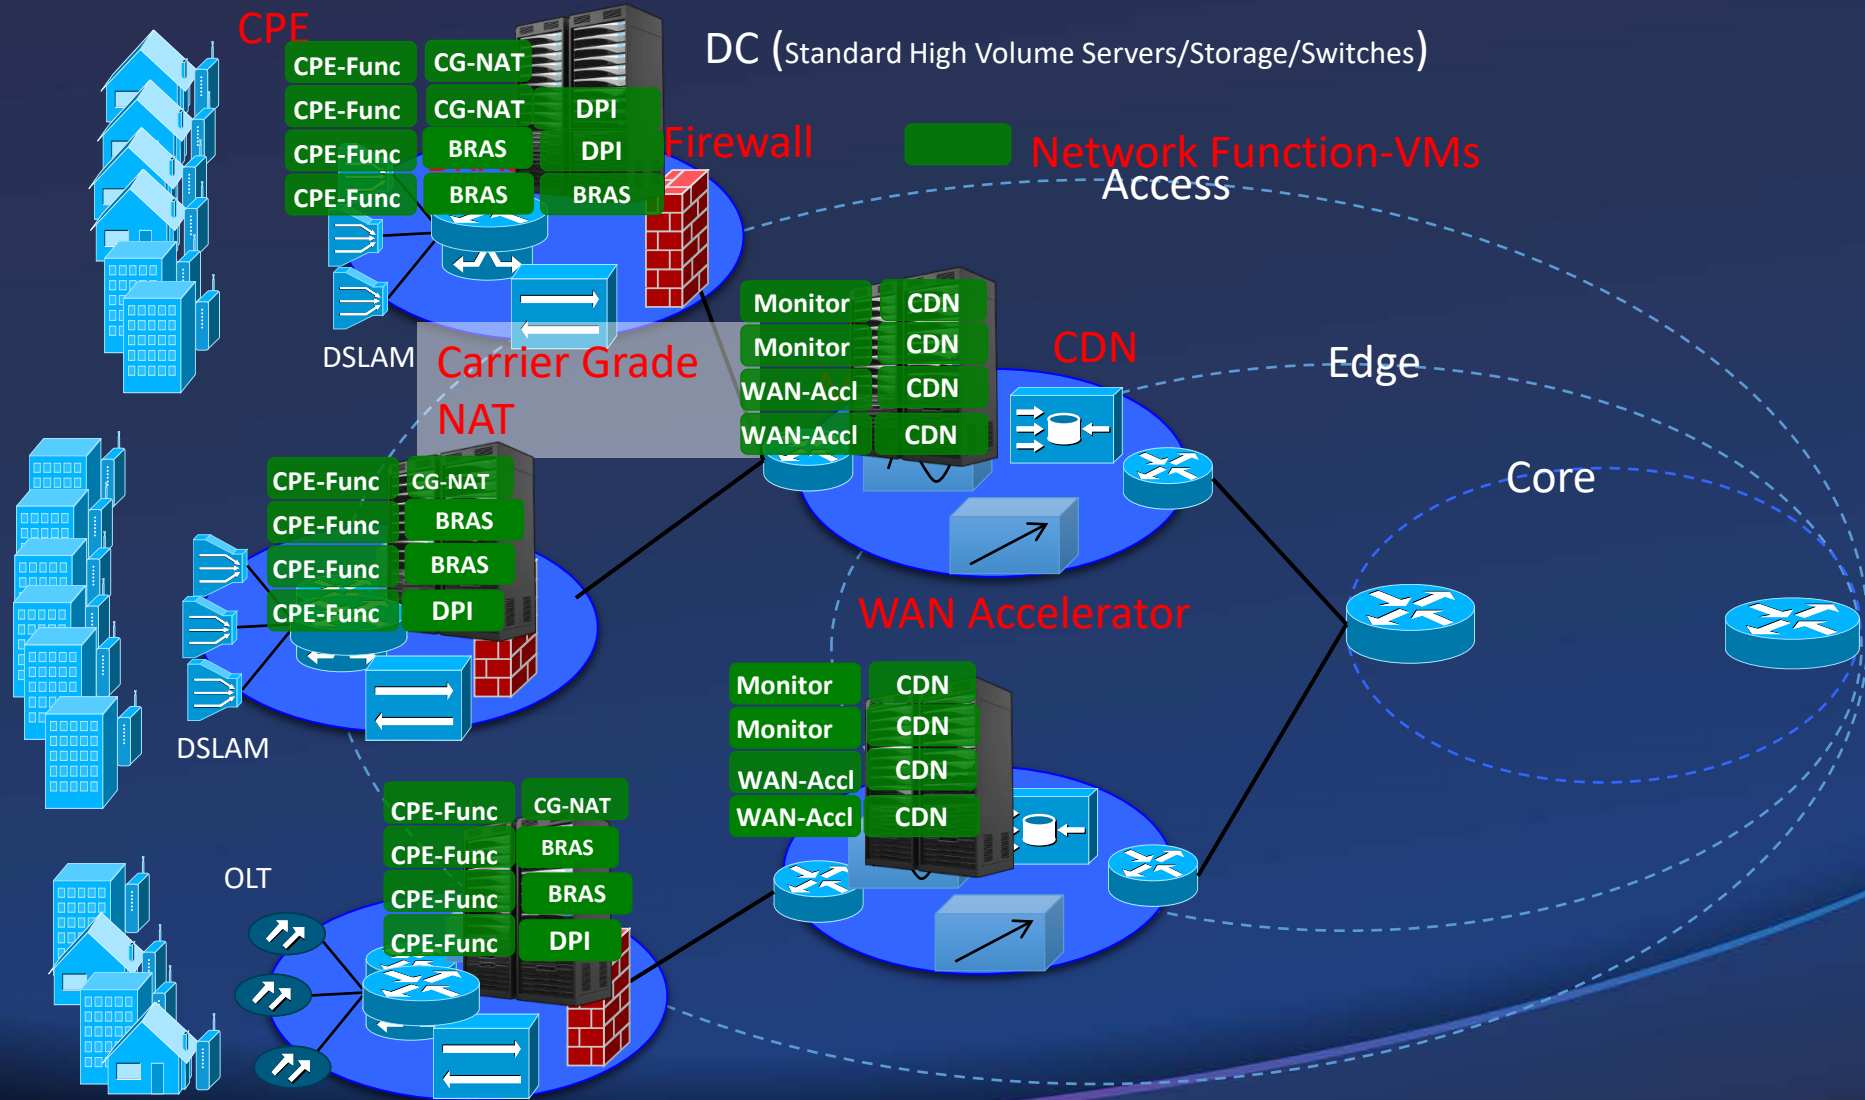 CPE
DC (Standard High Volume Servers/Storage/Switches)
CPE-Func CG-NAT
CPE-Func CG-NAT DPI
CPE-Func BRAS DPI
CPE-Func BRAS BRAS
Firewall
Network Function-VMs
Access
DSLAM
Carrier Grade
NAT
Monitor CDN
Monitor CDN
WAN-Accl CDN
WAN-Accl CDN
CDN
Edge
Core
CPE-Func CG-NAT
CPE-Func BRAS
CPE-Func BRAS
CPE-Func DPI
DSLAM
WAN Accelerator
Monitor CDN
Monitor CDN
WAN-Accl CDN
WAN-Accl CDN
OLT
CPE-Func CG-NAT
CPE-Func BRAS
CPE-Func BRAS
CPE-Func DPI